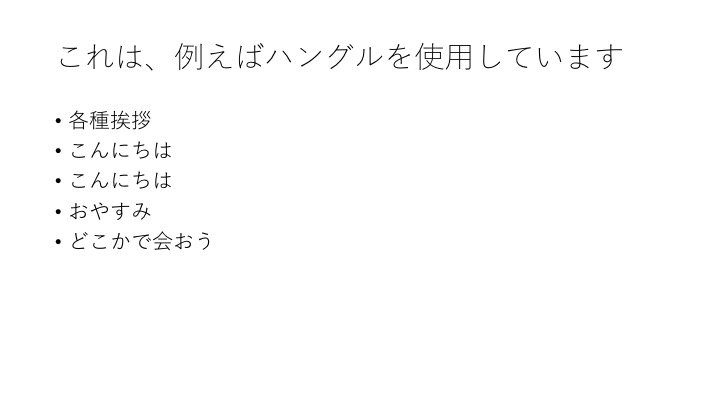 これは、例えばハングルを使用しています
• 各種挨拶
• こんにちは
• こんにちは
• おやすみ
• どこかで会おう